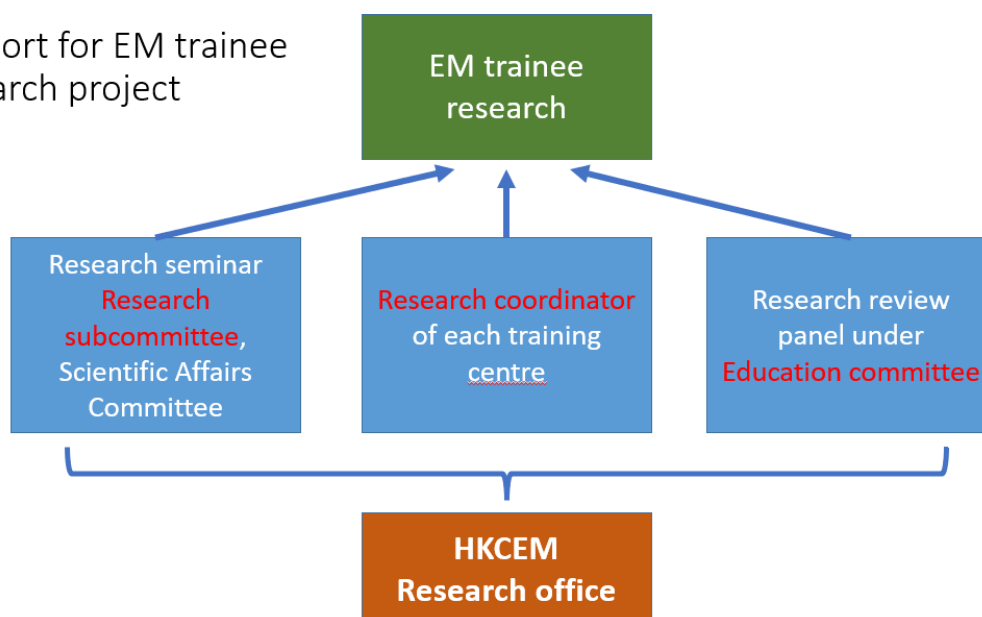 ort for EM trainee
arch project
EM trainee
research
Research seminar
Research
subcommittee,
Scientific Affairs
Committee
Research coordinator
of each training
centre
Research review
panel under
Education committee
HKCEM
Research office